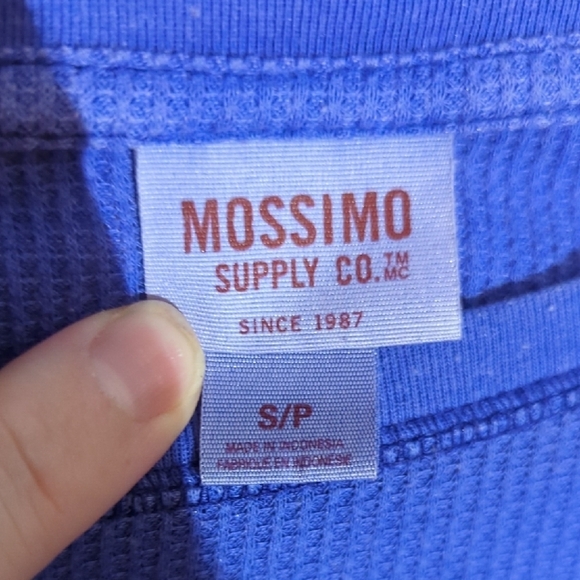 MOSSIMO
SUPPLY CO.™ MC
SINCE 1987
S/P
MADE IN INDONESIA
FABRIQUÉ EN INDONÉSIE